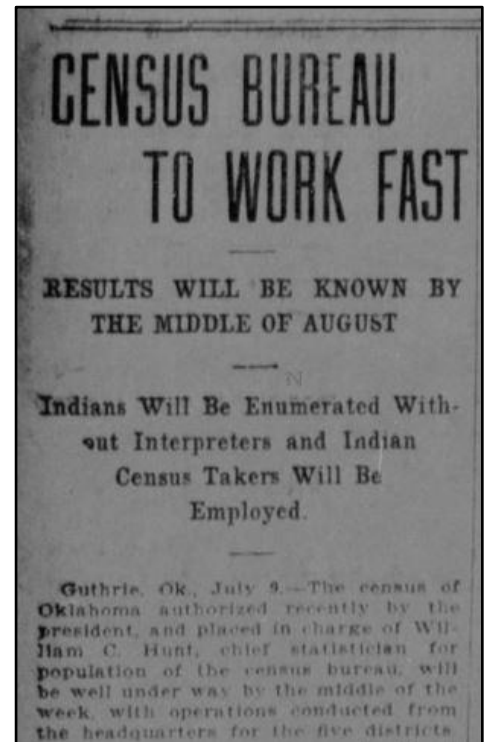 CENSUS BUREAU
TO WORK FAST
RESULTS WILL BE KNOWN BY
THE MIDDLE OF AUGUST
Indians Will Be Enumerated With-
out Interpreters and Indian
Census Takers Will Be
Employed.
Guthrie, Ok., July 9.—The census of
Oklahoma authorized recently by the
president, and placed in charge of Wil-
liam C. Hunt, chief statistician for
population of the census bureau, will
be well under way by the middle of the
week, with operations conducted from
the headquarters for the five districts